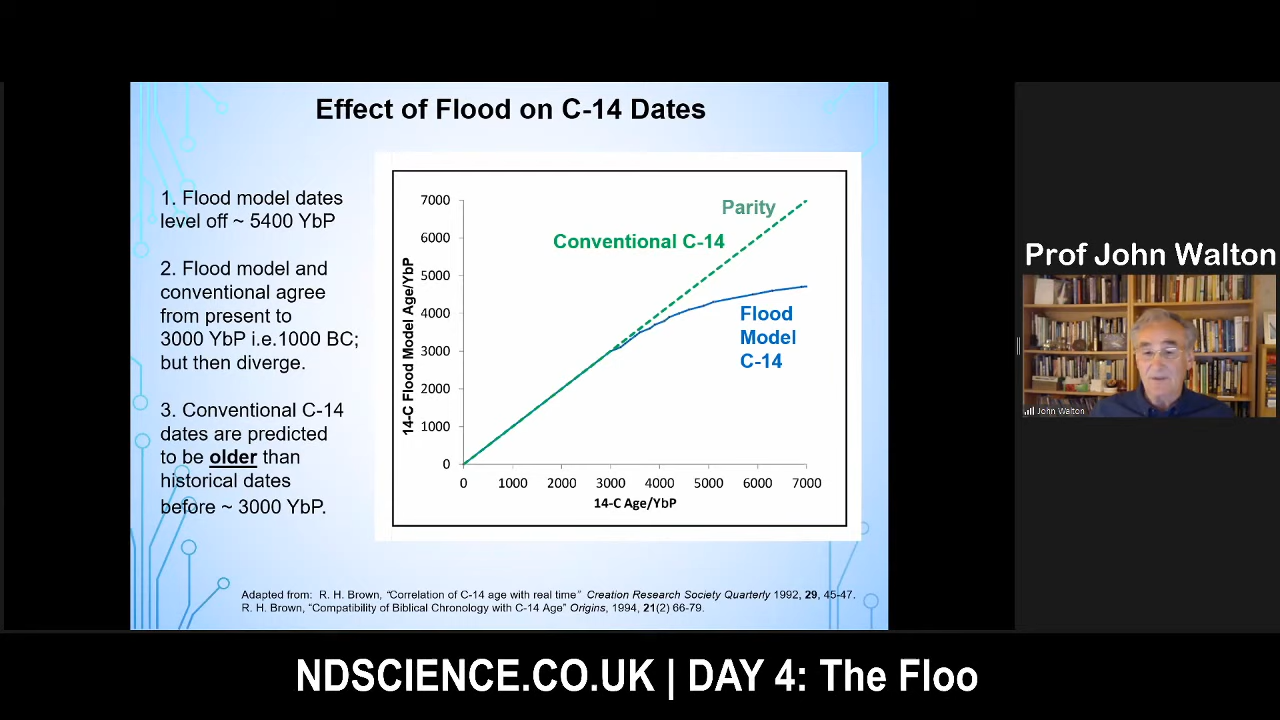 Effect of Flood on C-14 Dates
1. Flood model dates
level off ~ 5400 YbP
2. Flood model and
conventional agree
from present to
3000 YbP i.e.1000 BC;
but then diverge.
3. Conventional C-14
dates are predicted
to be older than
historical dates
before ~ 3000 YbP.
14-C Flood Model Age/YbP
7000
6000
5000
4000
3000
2000
1000
0
Parity
Conventional C-14
Flood
Model
C-14
0 1000 2000 3000 4000 5000 6000 7000
14-C Age/YbP
Adapted from: R. H. Brown, “Correlation of C-14 age with real time” Creation Research Society Quarterly 1992, 29, 45-47.
R. H. Brown, “Compatibility of Biblical Chronology with C-14 Age” Origins, 1994, 21(2) 66-79.
Prof John Walton
John Walton
NDSCIENCE.CO.UK | DAY 4: The Floo